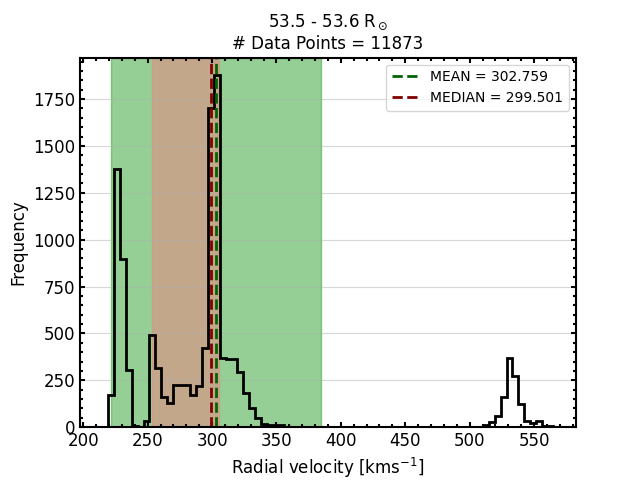 53.5 - 53.6 R⊙
# Data Points = 11873
MEAN = 302.759
MEDIAN = 299.501
1750
1500
1250
1000
750
500
250
0
Frequency
200 250 300 350 400 450 500 550
Radial velocity [kms⁻¹]